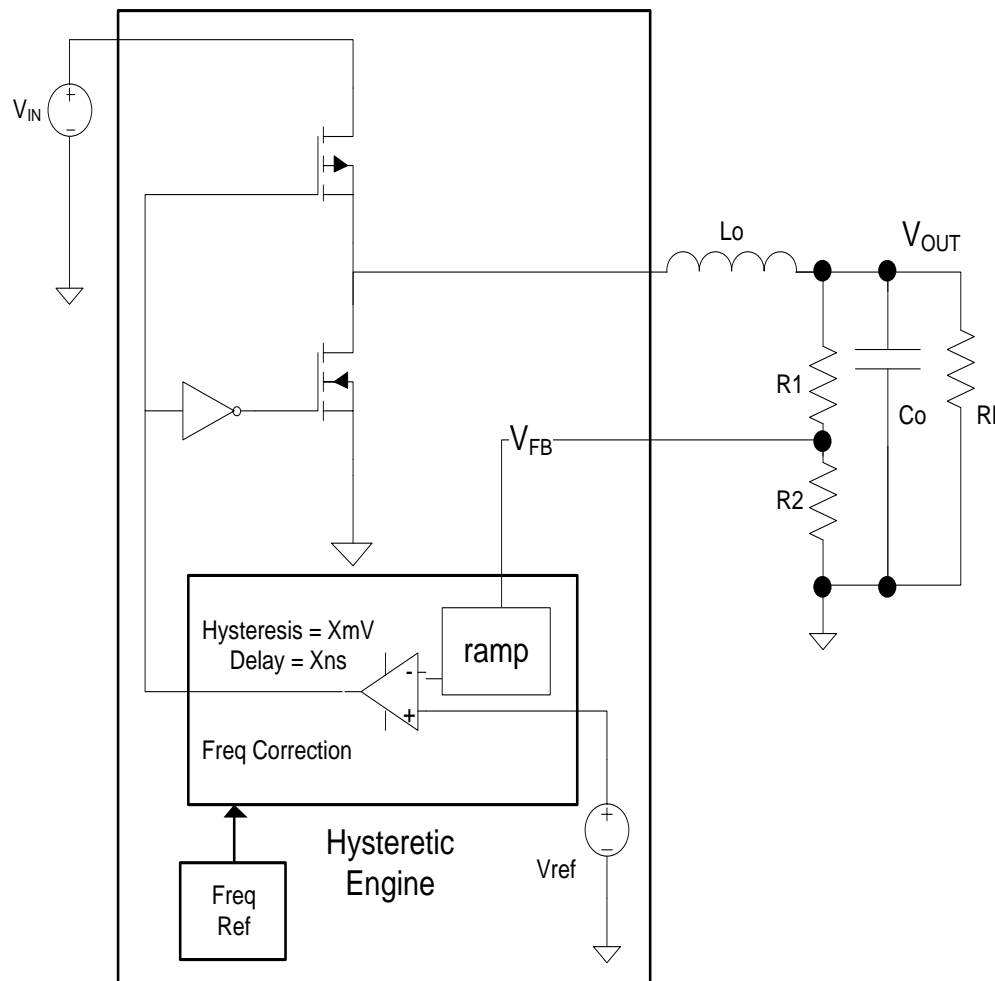 V_IN
+
−
Lo
V_OUT
R1
Co
Rl
V_FB
R2
Hysteresis = XmV
Delay = Xns
ramp
-
+
Freq Correction
Hysteretic
Engine
+
−
Vref
Freq
Ref